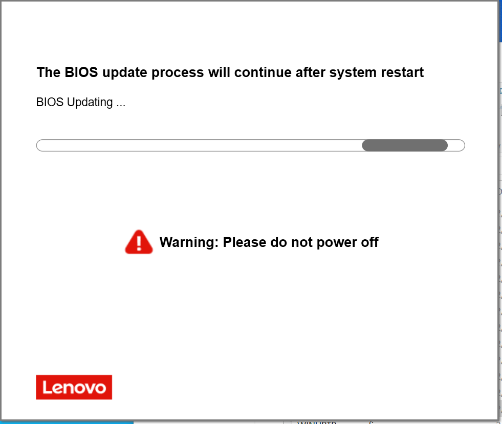 The BIOS update process will continue after system restart
BIOS Updating ...
Warning: Please do not power off
Lenovo